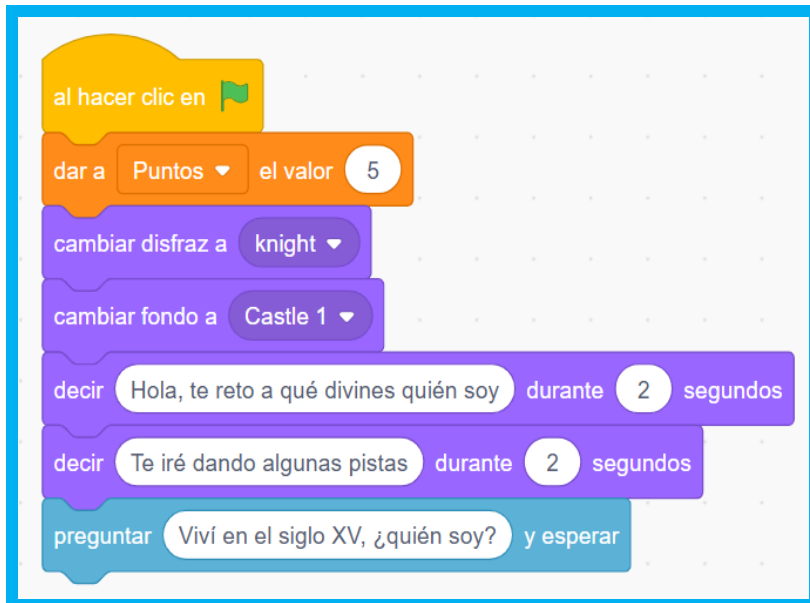 al hacer clic en
dar a Puntos el valor 5
cambiar disfraz a knight
cambiar fondo a Castle 1
decir Hola, te reto a qué divines quién soy durante 2 segundos
decir Te iré dando algunas pistas durante 2 segundos
preguntar Viví en el siglo XV, ¿quién soy? y esperar